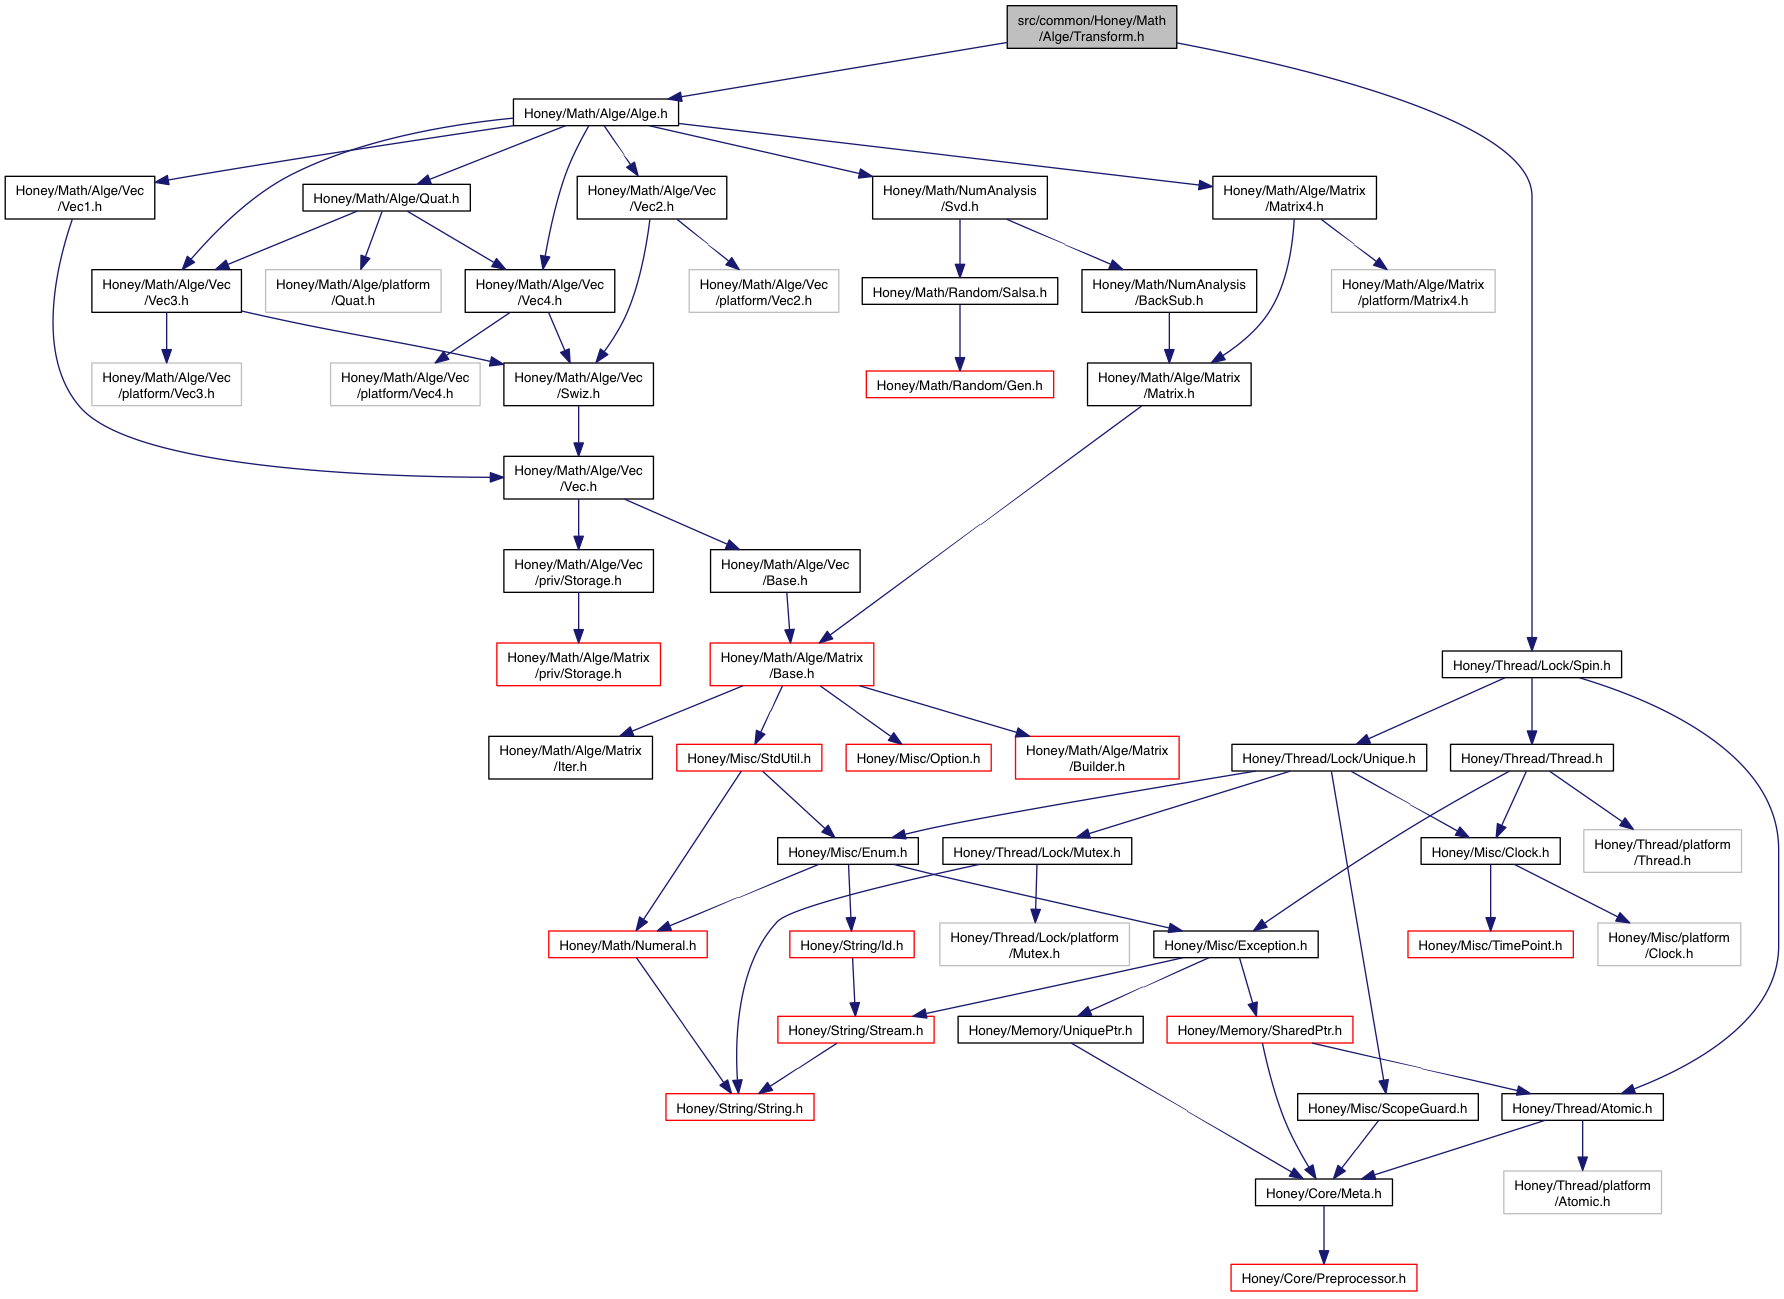 src/common/Honey/Math
/Alge/Transform.h
Honey/Math/Alge/Alge.h
Honey/Math/Alge/Vec
/Vec1.h
Honey/Math/Alge/Quat.h
Honey/Math/Alge/Vec
/Vec2.h
Honey/Math/NumAnalysis
/Svd.h
Honey/Math/Alge/Matrix
/Matrix4.h
Honey/Math/Alge/Vec
/Vec3.h
Honey/Math/Alge/platform
/Quat.h
Honey/Math/Alge/Vec
/Vec4.h
Honey/Math/Alge/Vec
/platform/Vec2.h
Honey/Math/Random/Salsa.h
Honey/Math/NumAnalysis
/BackSub.h
Honey/Math/Alge/Matrix
/platform/Matrix4.h
Honey/Math/Alge/Vec
/platform/Vec3.h
Honey/Math/Alge/Vec
/platform/Vec4.h
Honey/Math/Alge/Vec
/Swiz.h
Honey/Math/Random/Gen.h
Honey/Math/Alge/Matrix
/Matrix.h
Honey/Math/Alge/Vec
/Vec.h
Honey/Math/Alge/Vec
/priv/Storage.h
Honey/Math/Alge/Vec
/Base.h
Honey/Math/Alge/Matrix
/priv/Storage.h
Honey/Math/Alge/Matrix
/Base.h
Honey/Thread/Lock/Spin.h
Honey/Math/Alge/Matrix
/Iter.h
Honey/Misc/StdUtil.h
Honey/Misc/Option.h
Honey/Math/Alge/Matrix
/Builder.h
Honey/Thread/Lock/Unique.h
Honey/Thread/Thread.h
Honey/Misc/Enum.h
Honey/Thread/Lock/Mutex.h
Honey/Misc/Clock.h
Honey/Thread/platform
/Thread.h
Honey/Math/Numeral.h
Honey/String/Id.h
Honey/Thread/Lock/platform
/Mutex.h
Honey/Misc/Exception.h
Honey/Misc/TimePoint.h
Honey/Misc/platform
/Clock.h
Honey/String/Stream.h
Honey/Memory/UniquePtr.h
Honey/Memory/SharedPtr.h
Honey/String/String.h
Honey/Misc/ScopeGuard.h
Honey/Thread/Atomic.h
Honey/Core/Meta.h
Honey/Thread/platform
/Atomic.h
Honey/Core/Preprocessor.h